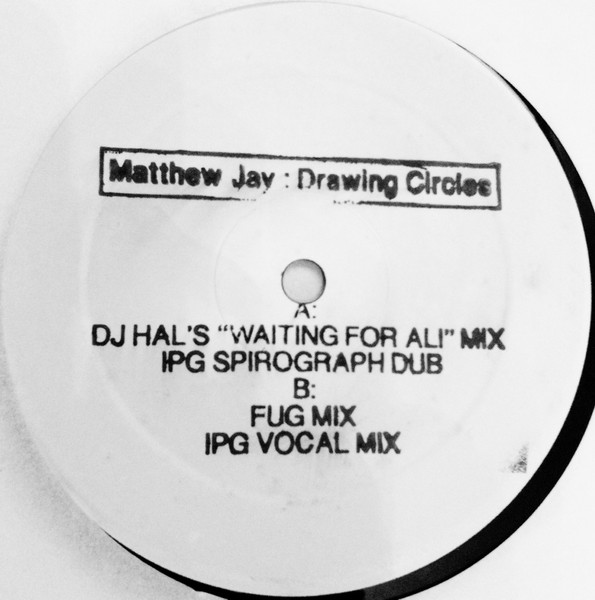 Matthew Jay : Drawing Circles
A:
DJ HAL'S "WAITING FOR ALI" MIX
IPG SPIROGRAPH DUB
B:
FUG MIX
IPG VOCAL MIX